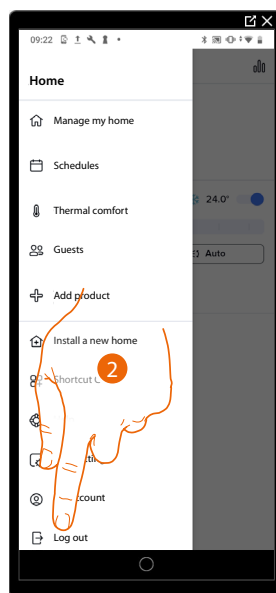 09:22
Home
Manage my home
Schedules
24.0°
Thermal comfort
Guests
Auto
Add product
Install a new home
2
Shortcut
Log out